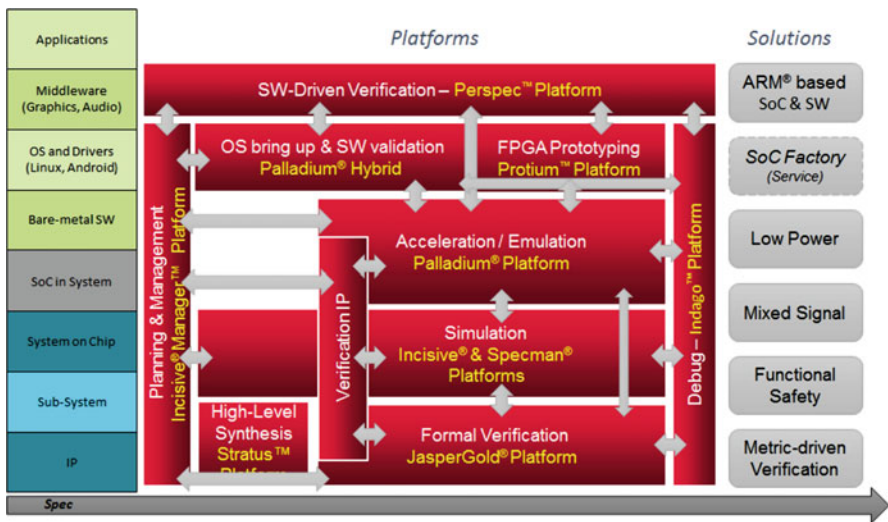 Applications
Platforms
Solutions
Middleware
(Graphics, Audio)
SW-Driven Verification – Perspec™ Platform
ARM® based
SoC & SW
OS and Drivers
(Linux, Android)
OS bring up & SW validation
Palladium® Hybrid
FPGA Prototyping
Protium™ Platform
SoC Factory
(Service)
Bare-metal SW
Planning & Management
Incisive® Manager™ Platform
Acceleration / Emulation
Palladium® Platform
Debug – Indago™ Platform
Low Power
SoC in System
Verification IP
Mixed Signal
System on Chip
Simulation
Incisive® & Specman®
Platforms
Sub-System
Functional
Safety
High-Level
Synthesis
Stratus™
Platform
Formal Verification
JasperGold® Platform
IP
Metric-driven
Verification
Spec